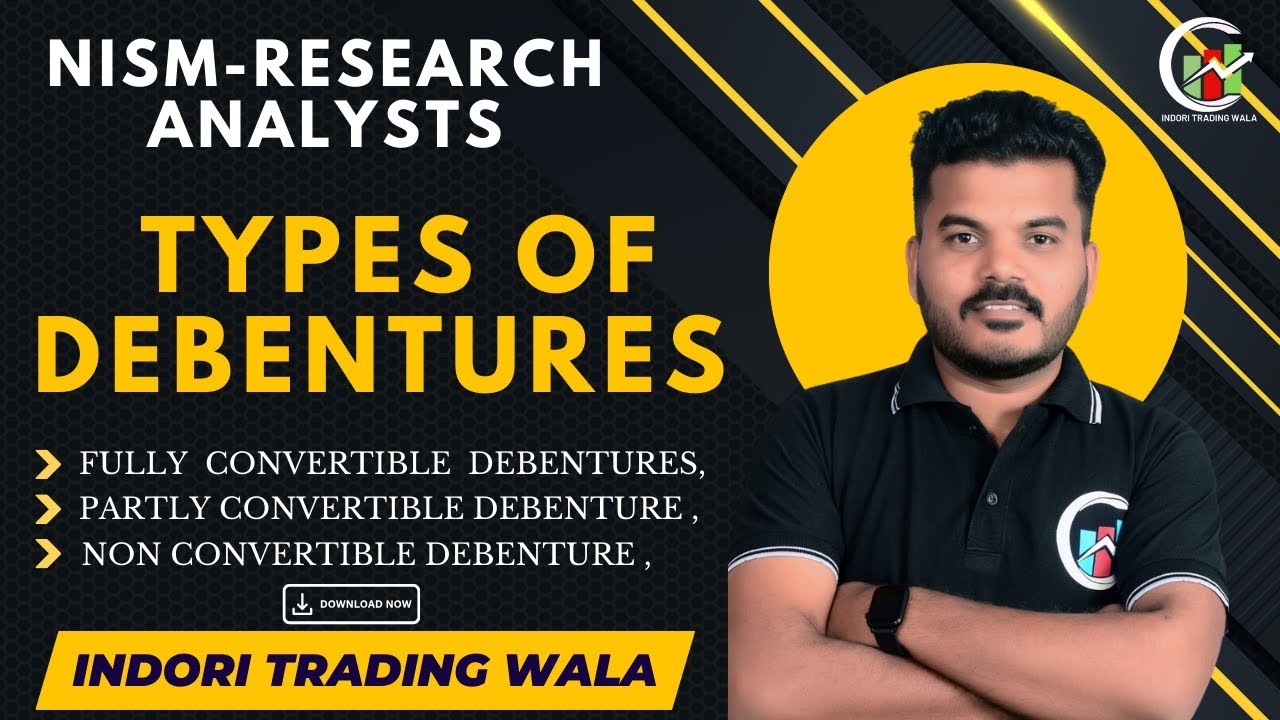 NISM-RESEARCH
ANALYSTS
INDORI TRADING WALA
TYPES OF
DEBENTURES
FULLY CONVERTIBLE DEBENTURES,
PARTLY CONVERTIBLE DEBENTURE ,
NON CONVERTIBLE DEBENTURE ,
DOWNLOAD NOW
INDORI TRADING WALA